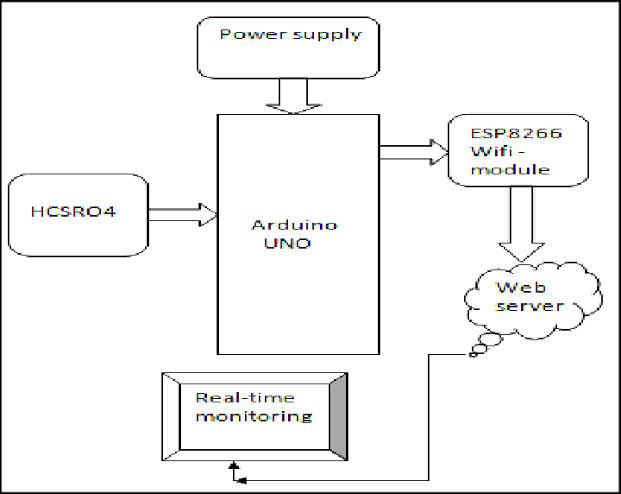 Power supply
ESP8266
Wifi -
module
HCSRO4
Arduino
UNO
Web
server
Real-time
monitoring